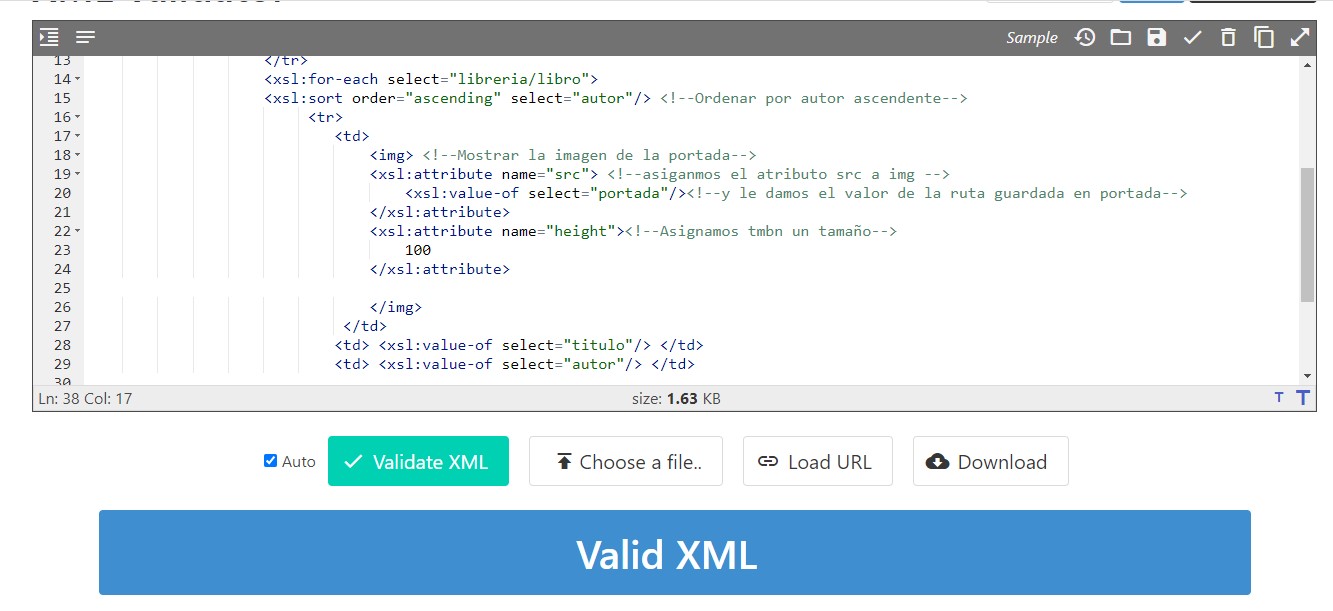 Sample
13 </tr>
14 <xsl:for-each select="libreria/libro">
15 <xsl:sort order="ascending" select="autor"/> <!--Ordenar por autor ascendente-->
16 <tr>
17 <td>
18 <img> <!--Mostrar la imagen de la portada-->
19 <xsl:attribute name="src"> <!--asiganmos el atributo src a img -->
20 <xsl:value-of select="portada"/><!--y le damos el valor de la ruta guardada en portada-->
21 </xsl:attribute>
22 <xsl:attribute name="height"><!--Asignamos tmbn un tamaño-->
23 100
24 </xsl:attribute>
25
26 </img>
27 </td>
28 <td> <xsl:value-of select="titulo"/> </td>
29 <td> <xsl:value-of select="autor"/> </td>
30
Ln: 38 Col: 17 size: 1.63 KB T T
Auto Validate XML Choose a file.. Load URL Download
Valid XML